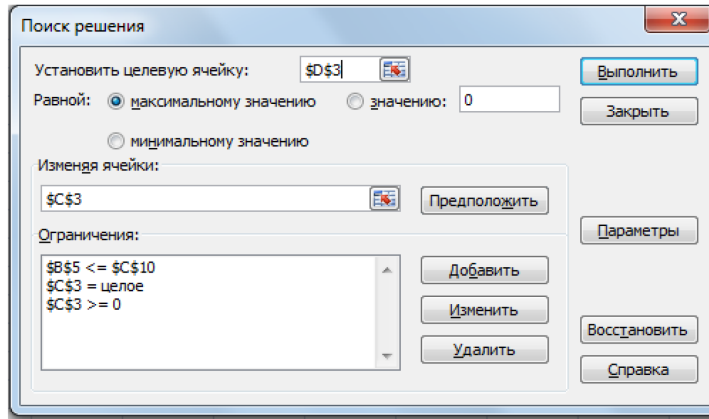 Поиск решения
Установить целевую ячейку: $D$3
Выполнить
Равной: максимальному значению значению: 0
Закрыть
минимальному значению
Изменяя ячейки:
$C$3
Предположить
Ограничения:
Параметры
$B$5 <= $C$10
$C$3 = целое
$C$3 >= 0
Добавить
Изменить
Удалить
Восстановить
Справка